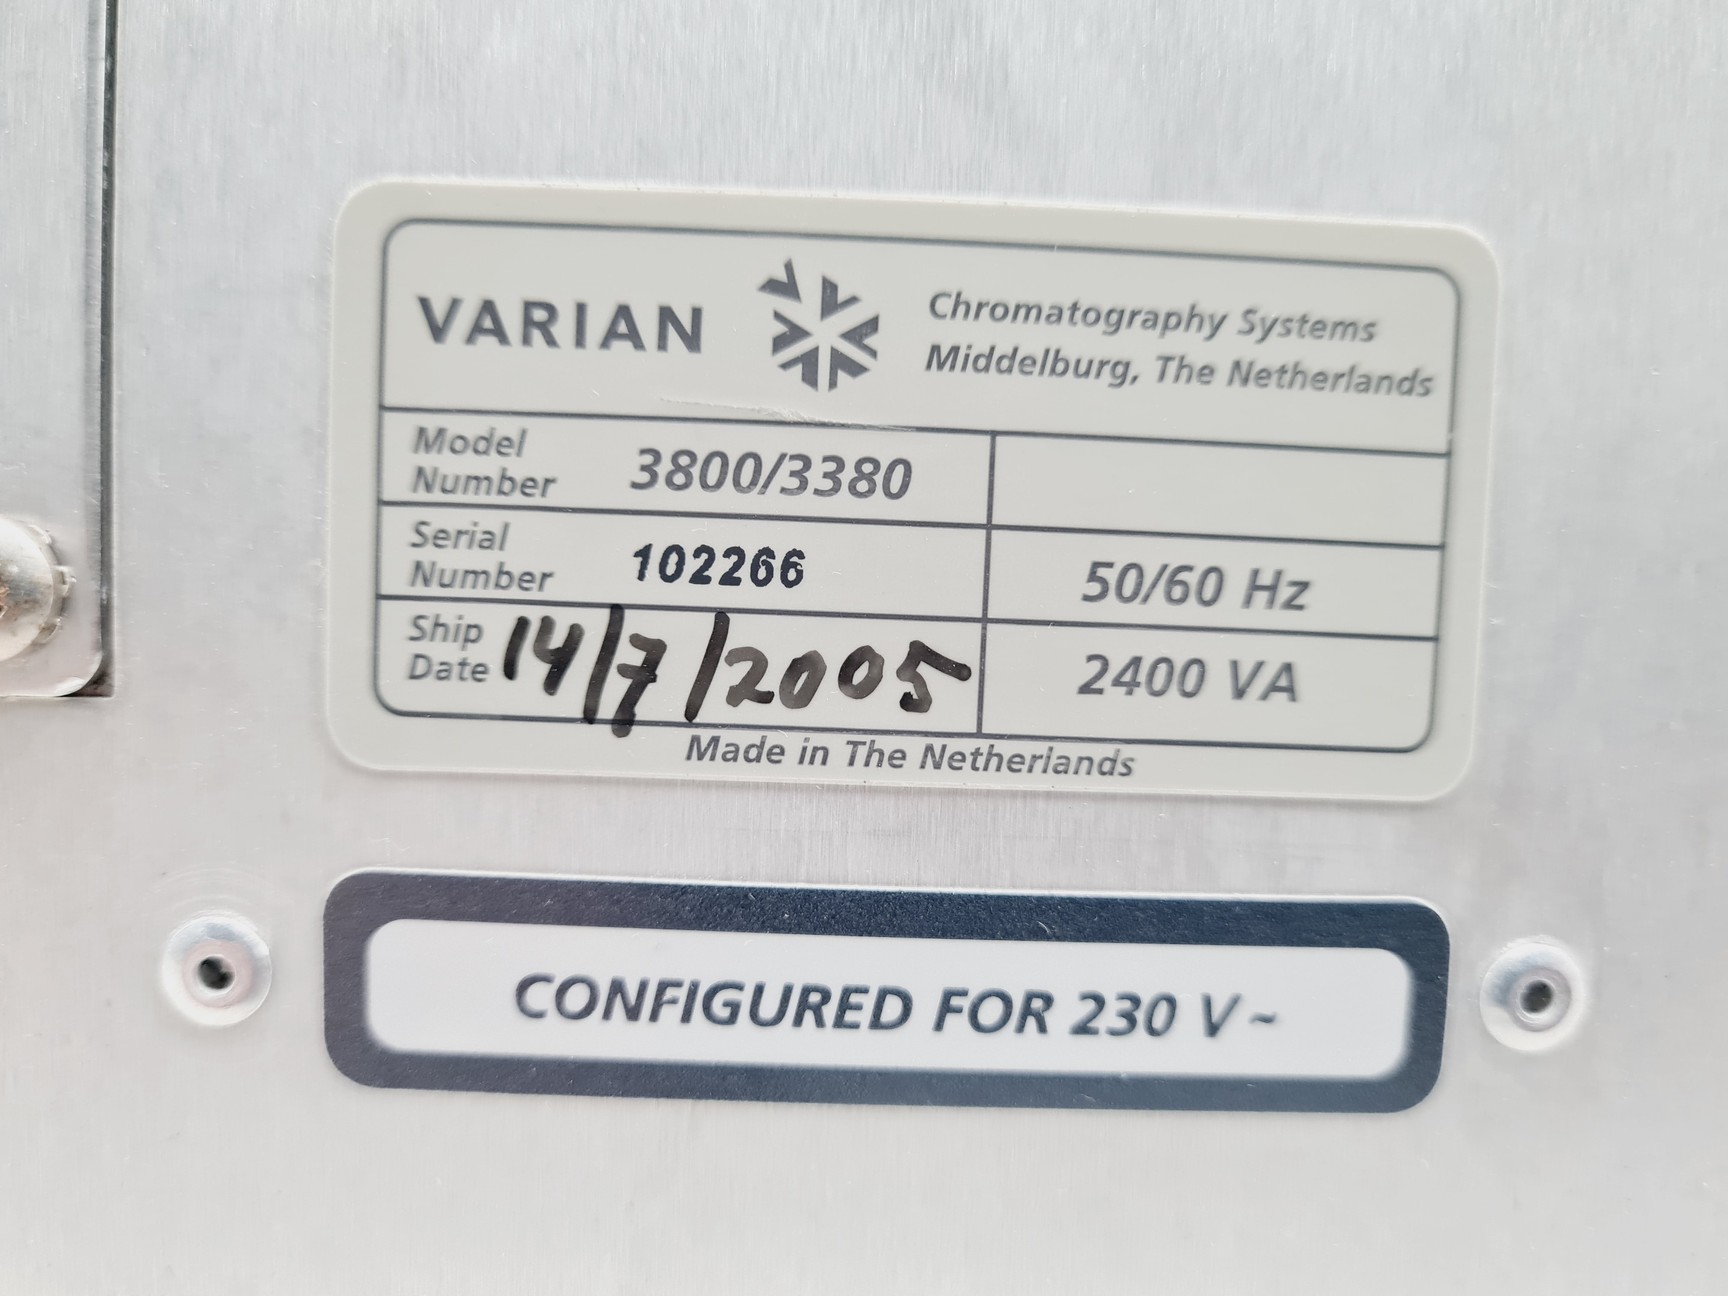 VARIAN
Chromatography Systems
Middelburg, The Netherlands
Model Number 3800/3380
Serial Number 102266
50/60 Hz
Ship Date 14/7/2005
2400 VA
Made in The Netherlands
CONFIGURED FOR 230 V ~